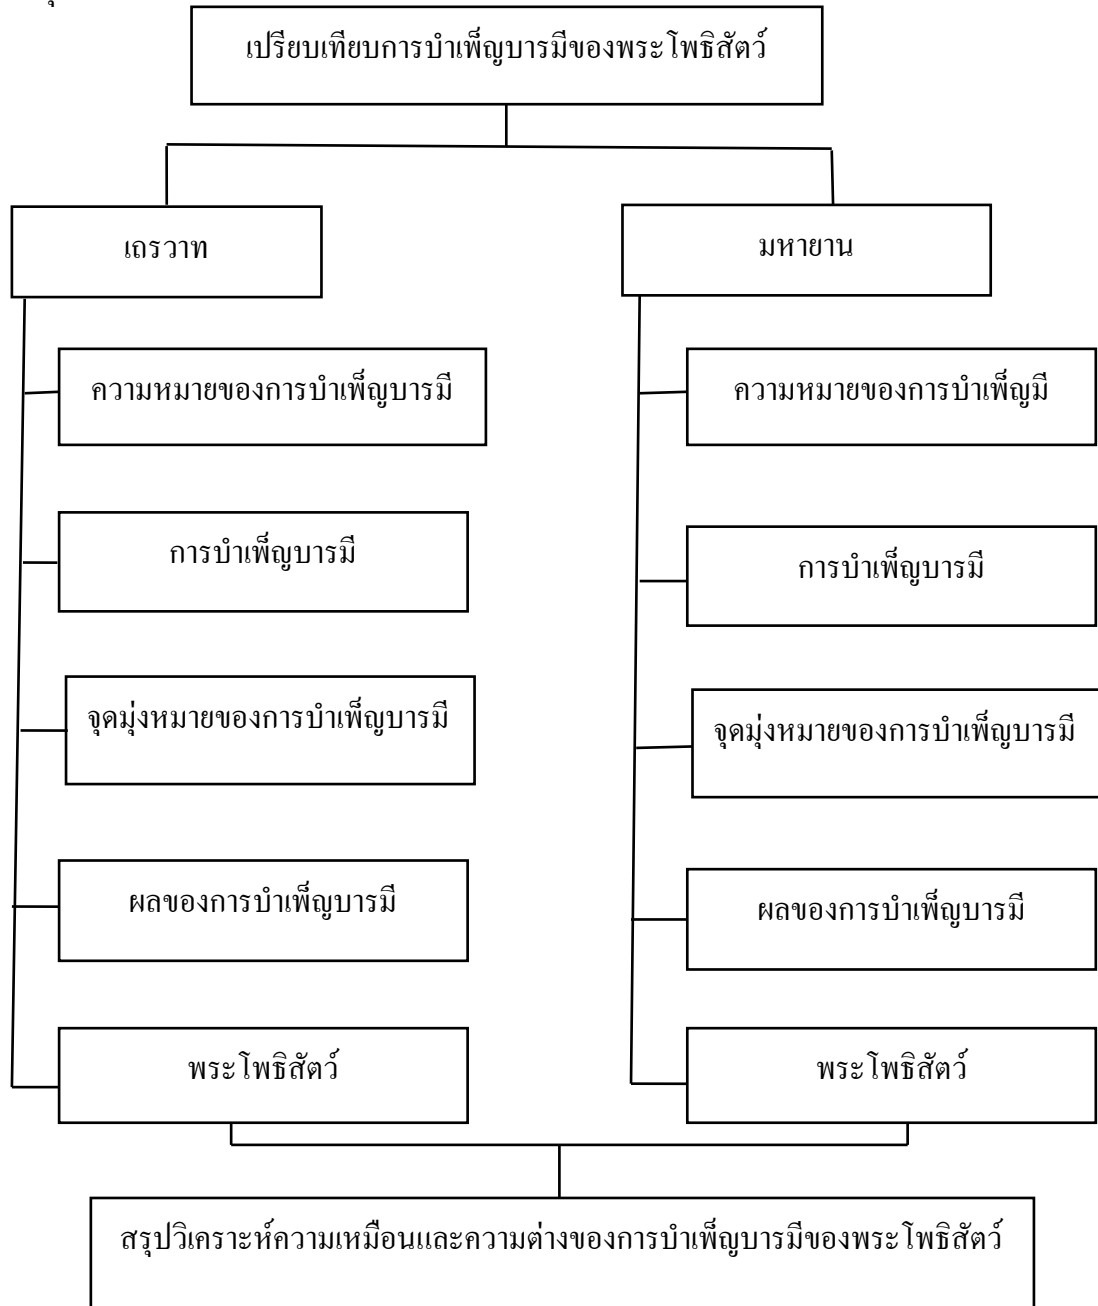 เปรียบเทียบการบำเพ็ญบารมีของพระโพธิสัตว์
เถรวาท
มหายาน
ความหมายของการบำเพ็ญบารมี
ความหมายของการบำเพ็ญมี
การบำเพ็ญบารมี
การบำเพ็ญบารมี
จุดมุ่งหมายของการบำเพ็ญบารมี
จุดมุ่งหมายของการบำเพ็ญบารมี
ผลของการบำเพ็ญบารมี
ผลของการบำเพ็ญบารมี
พระโพธิสัตว์
พระโพธิสัตว์
สรุปวิเคราะห์ความเหมือนและความต่างของการบำเพ็ญบารมีของพระโพธิสัตว์